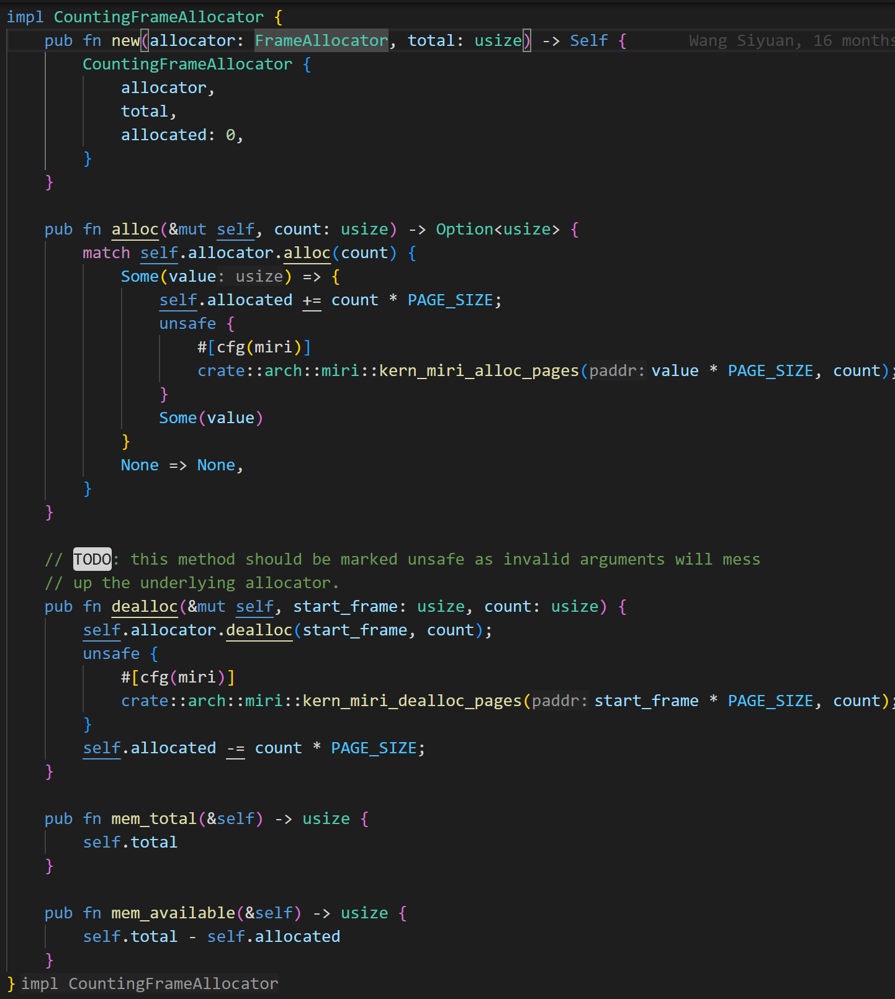 impl CountingFrameAllocator {
    pub fn new(allocator: FrameAllocator, total: usize) -> Self {        Wang Siyuan, 16 months
        CountingFrameAllocator {
            allocator,
            total,
            allocated: 0,
        }
    }

    pub fn alloc(&mut self, count: usize) -> Option<usize> {
        match self.allocator.alloc(count) {
            Some(value: usize) => {
                self.allocated += count * PAGE_SIZE;
                unsafe {
                    #[cfg(miri)]
                    crate::arch::miri::kern_miri_alloc_pages(paddr: value * PAGE_SIZE, count);
                }
                Some(value)
            }
            None => None,
        }
    }

    // TODO: this method should be marked unsafe as invalid arguments will mess
    // up the underlying allocator.
    pub fn dealloc(&mut self, start_frame: usize, count: usize) {
        self.allocator.dealloc(start_frame, count);
        unsafe {
            #[cfg(miri)]
            crate::arch::miri::kern_miri_dealloc_pages(paddr: start_frame * PAGE_SIZE, count);
        }
        self.allocated -= count * PAGE_SIZE;
    }

    pub fn mem_total(&self) -> usize {
        self.total
    }

    pub fn mem_available(&self) -> usize {
        self.total - self.allocated
    }
} impl CountingFrameAllocator